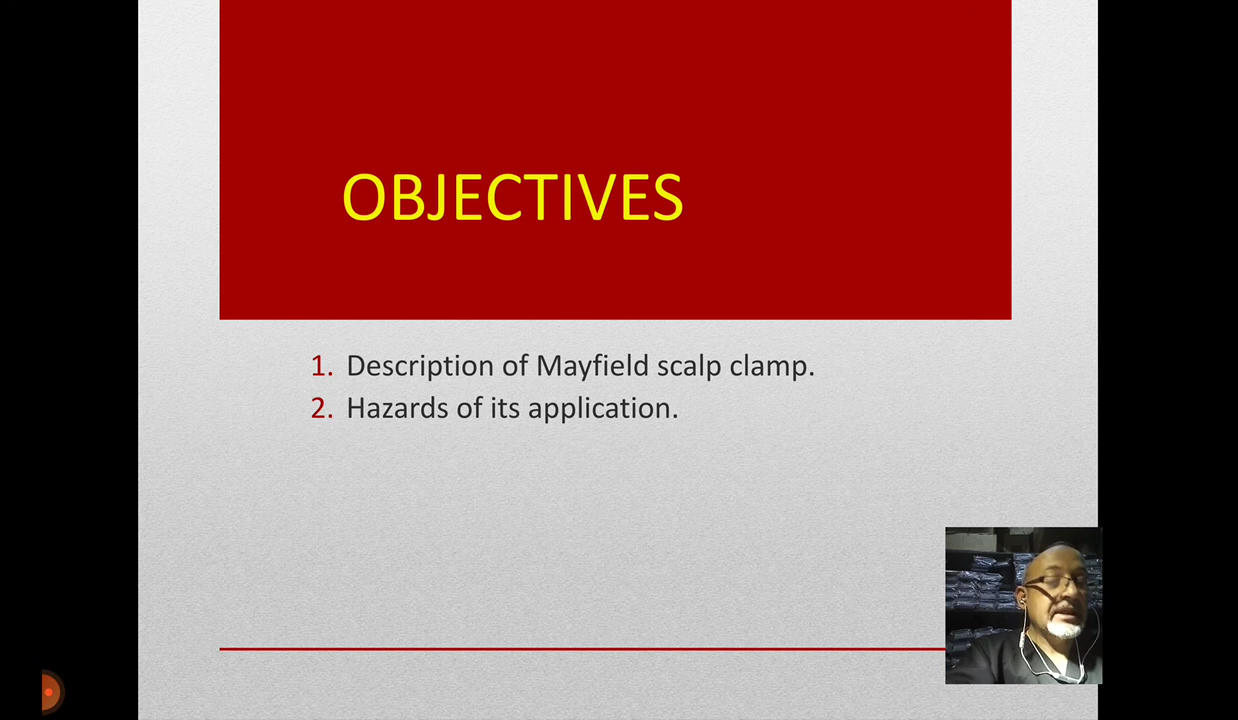 OBJECTIVES
1. Description of Mayfield scalp clamp.
2. Hazards of its application.